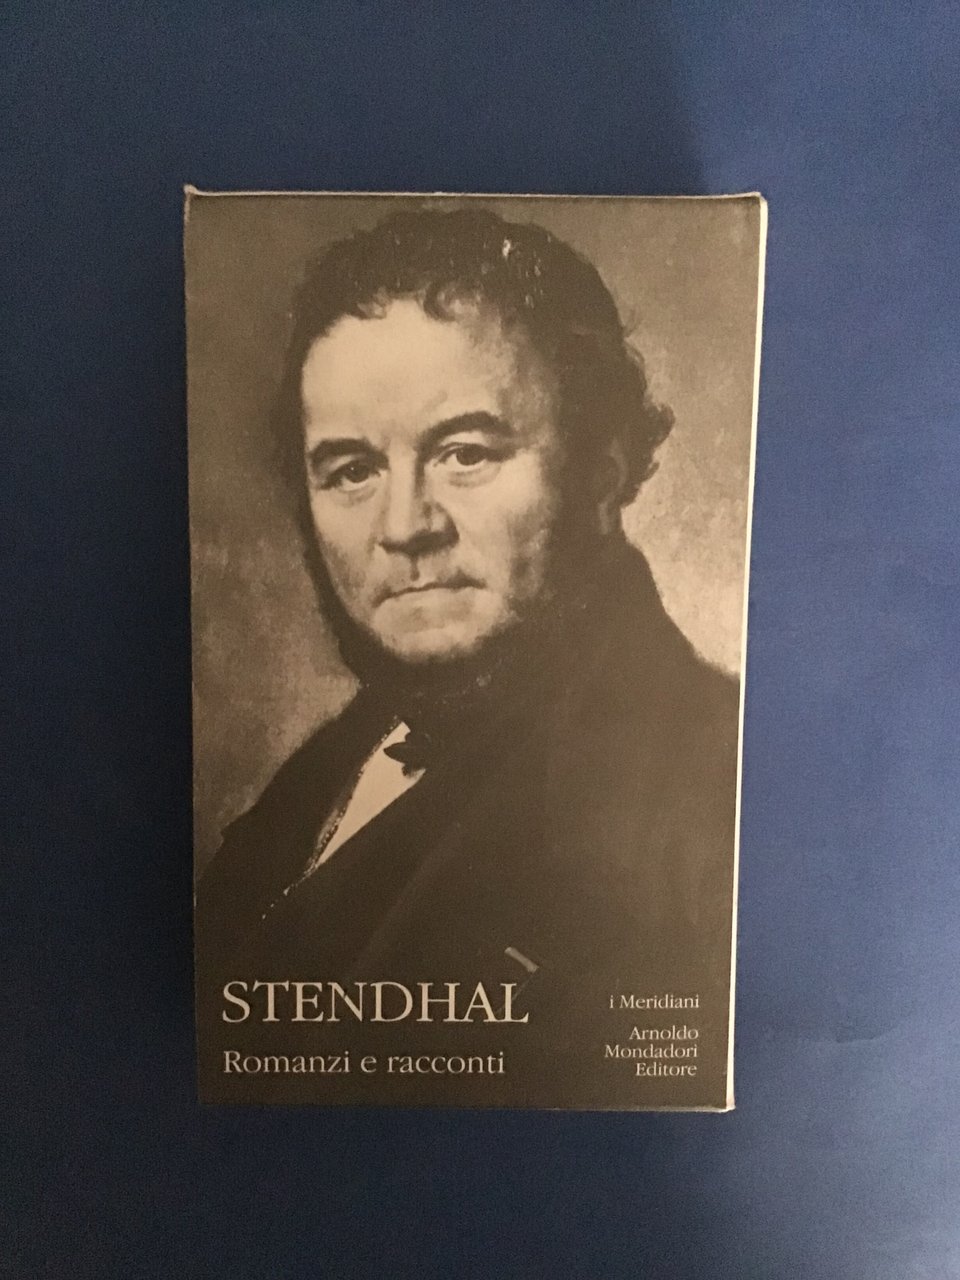 STENDHAL
Romanzi e racconti
i Meridiani
Arnoldo
Mondadori
Editore